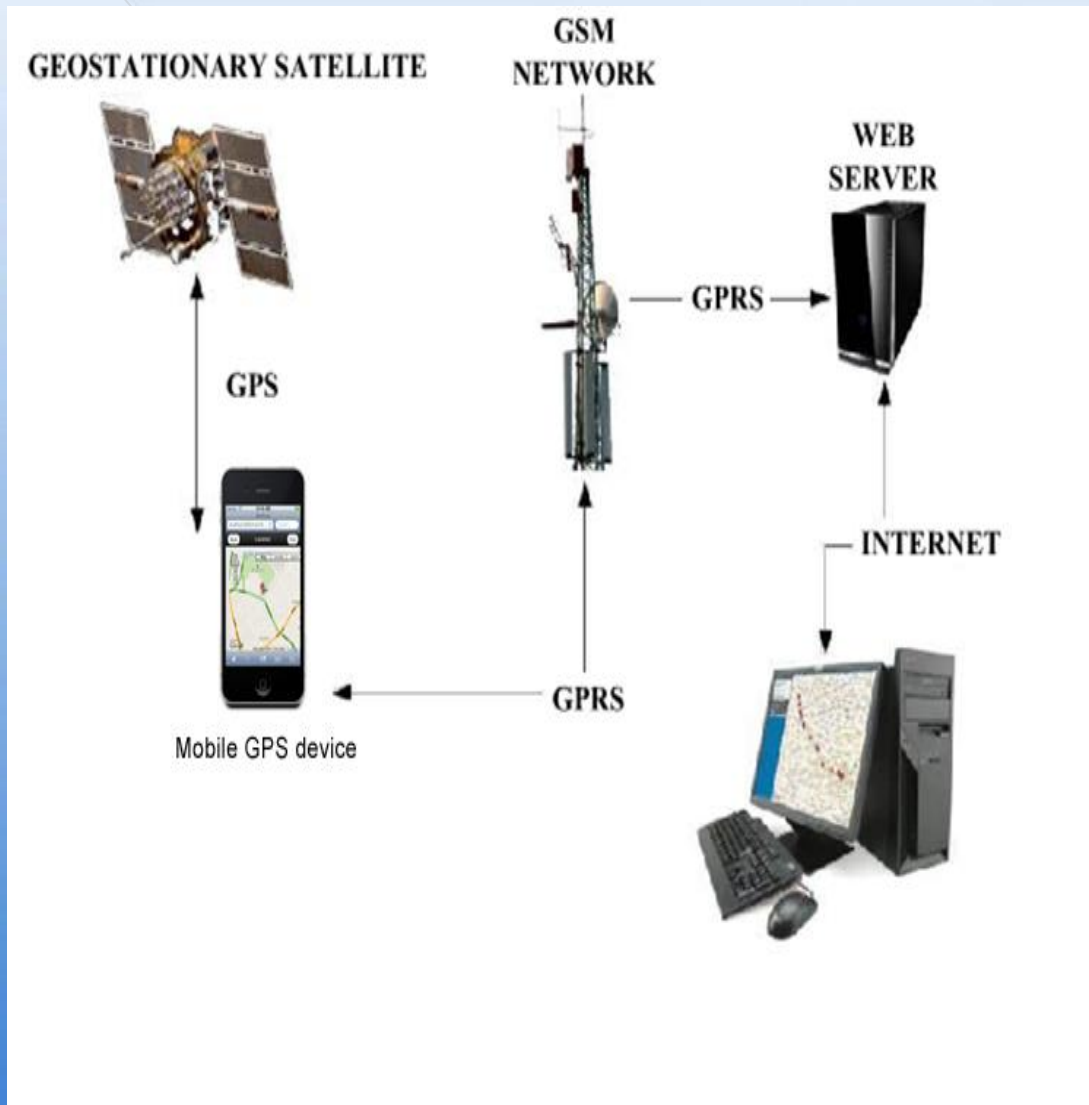 GEOSTATIONARY SATELLITE
GSM
NETWORK
WEB
SERVER
GPRS
GPS
INTERNET
GPRS
Mobile GPS device